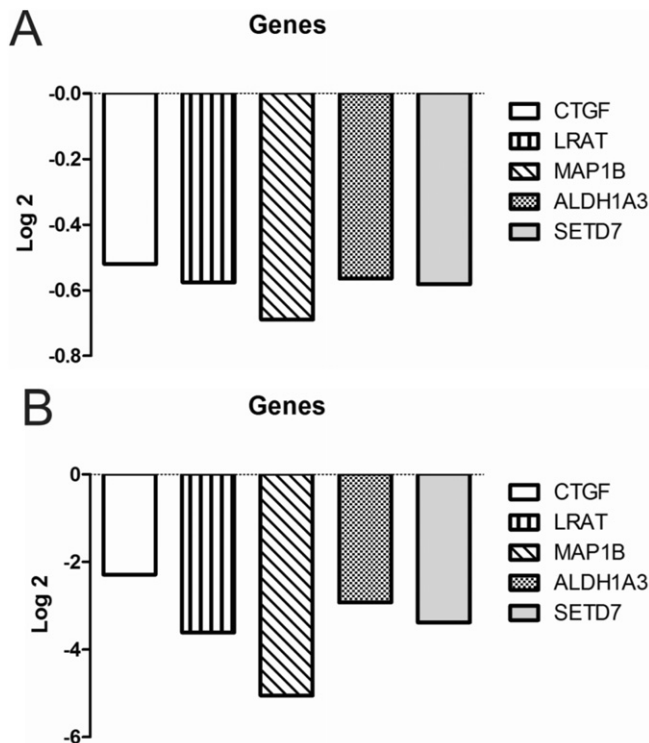 A
Genes
-0.0
-0.2
-0.4
-0.6
-0.8
Log 2
CTGF
LRAT
MAP1B
ALDH1A3
SETD7
B
Genes
0
-2
-4
-6
Log 2
CTGF
LRAT
MAP1B
ALDH1A3
SETD7